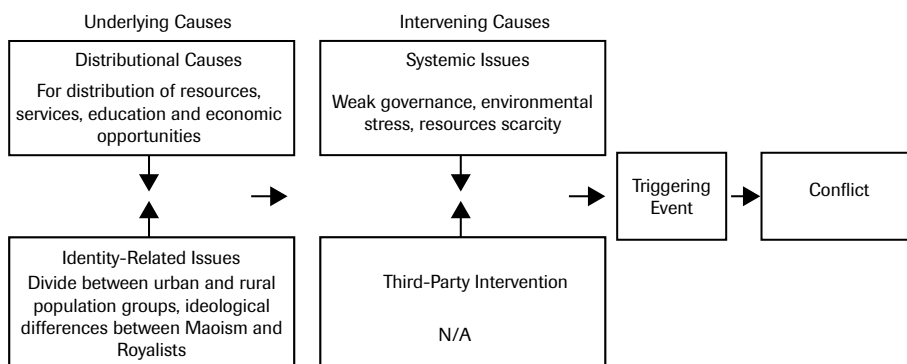 Underlying Causes
Intervening Causes
Distributional Causes
For distribution of resources,
services, education and economic
opportunities
Systemic Issues
Weak governance, environmental
stress, resources scarcity
Triggering
Event
Conflict
Identity-Related Issues
Divide between urban and rural
population groups, ideological
differences between Maoism and
Royalists
Third-Party Intervention
N/A